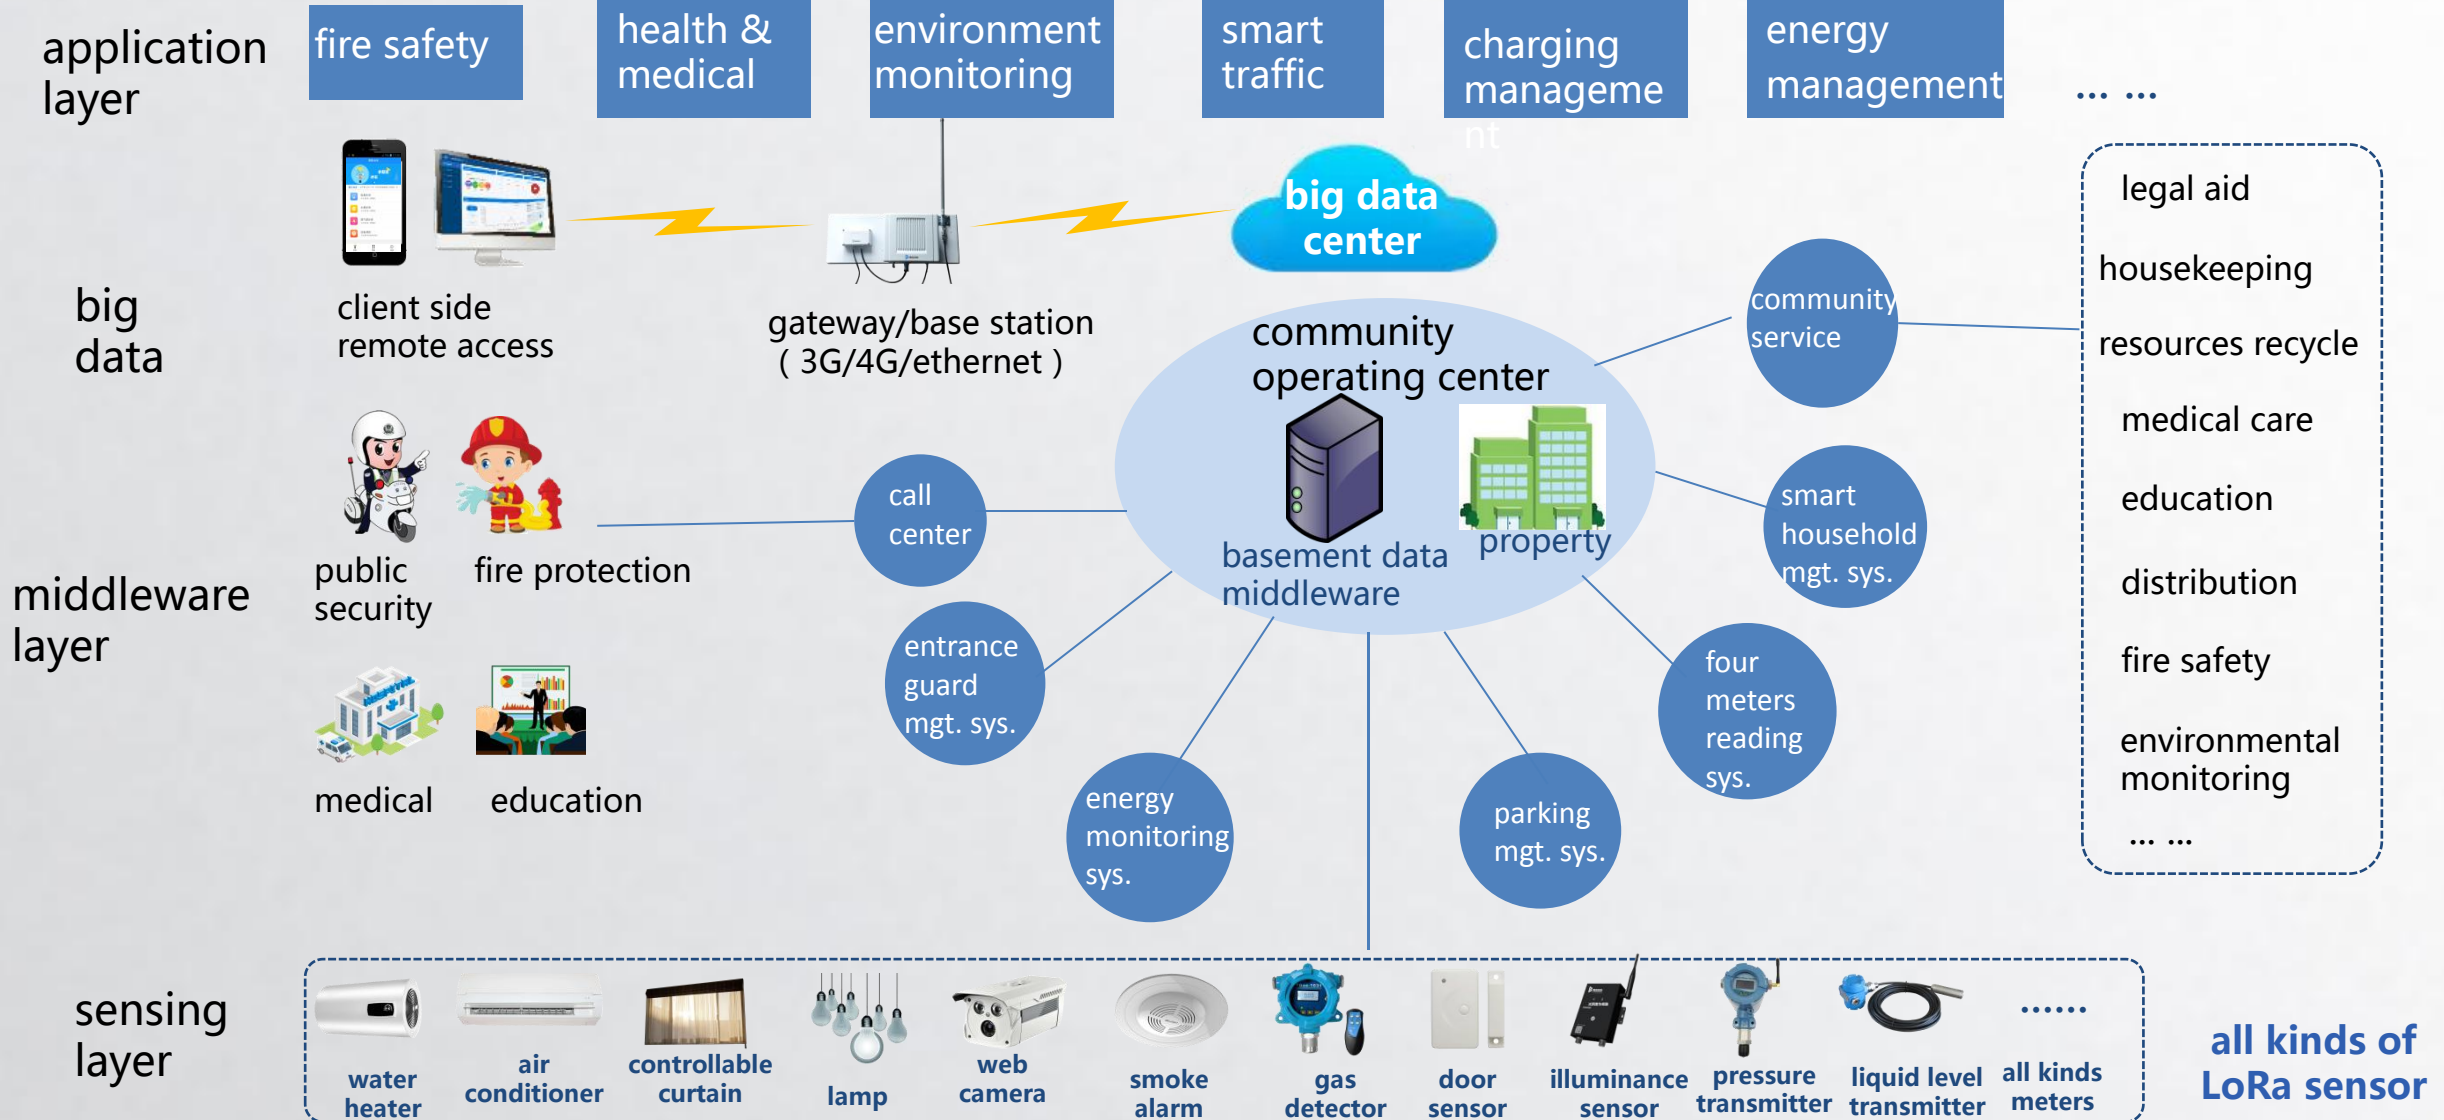 application
layer
fire safety
health &
medical
environment
monitoring
smart
traffic
charging
manageme
nt
energy
management
... ...
big
data
client side
remote access
gateway/base station
( 3G/4G/ethernet )
big data
center
community
operating center
basement data
middleware
property
community
service
legal aid
housekeeping
resources recycle
medical care
education
distribution
fire safety
environmental
monitoring
... ...
middleware
layer
public
security
fire protection
medical
education
call
center
entrance
guard
mgt. sys.
energy
monitoring
sys.
parking
mgt. sys.
four
meters
reading
sys.
smart
household
mgt. sys.
sensing
layer
water
heater
air
conditioner
controllable
curtain
lamp
web
camera
smoke
alarm
gas
detector
door
sensor
illuminance
sensor
pressure
transmitter
liquid level
transmitter
......
all kinds
meters
all kinds of
LoRa sensor